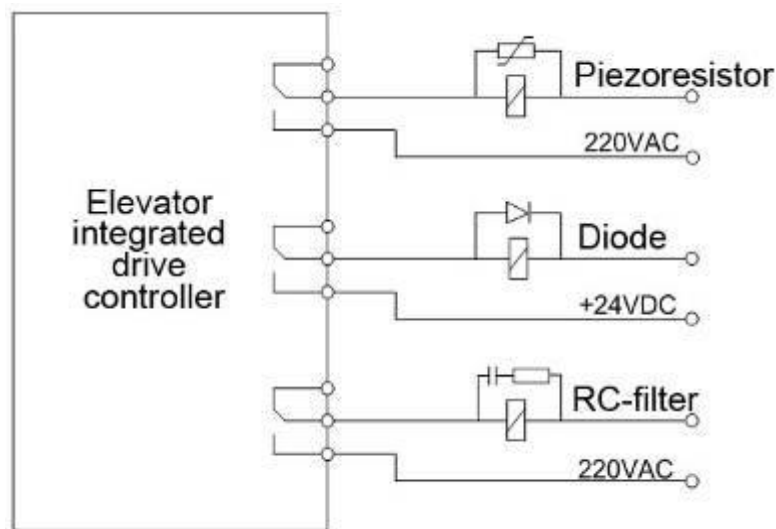 Piezoresistor
220VAC
Elevator
integrated
drive
controller
Diode
+24VDC
RC-filter
220VAC